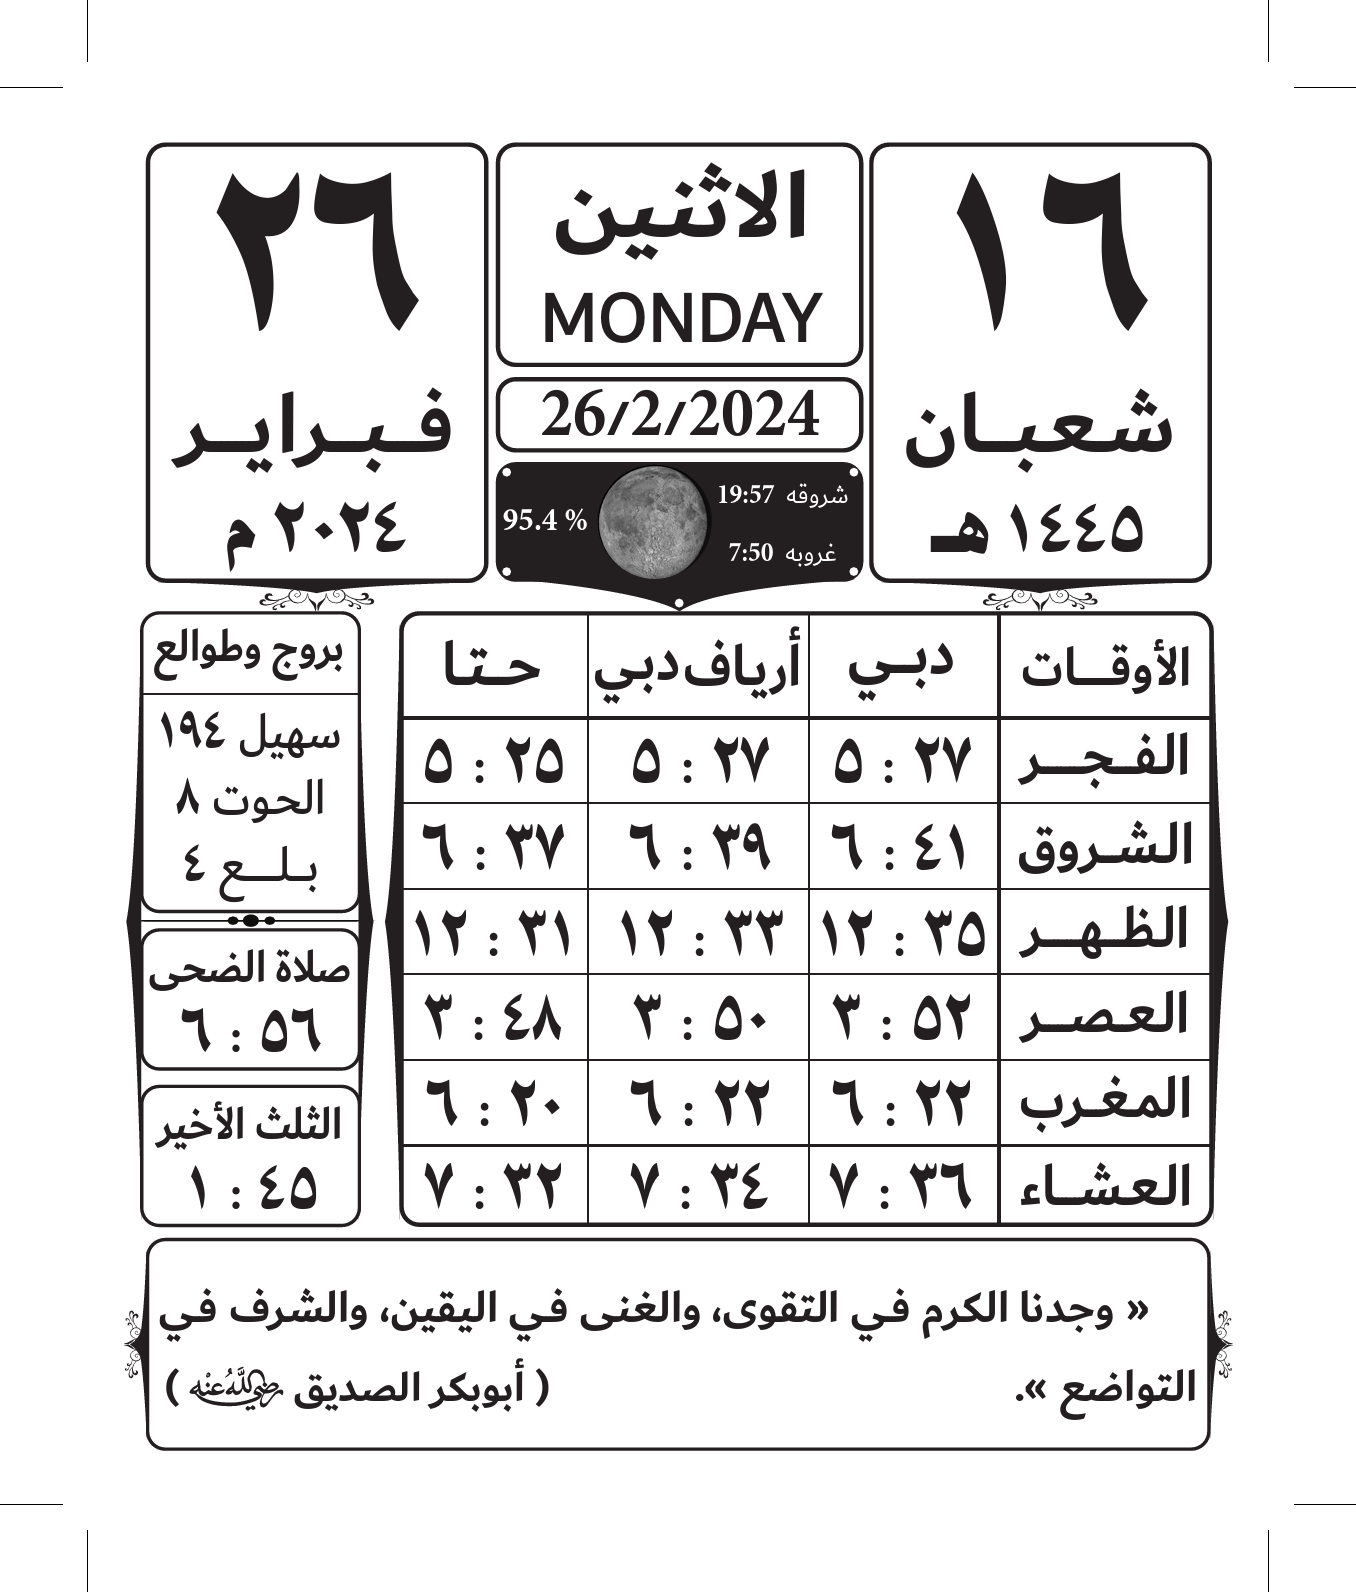 ١٦
شعبان
١٤٤٥ هـ
الاثنين
MONDAY
26/2/2024
شروقه 19:57
غروبه 7:50
95.4 %
٢٦
فبراير
٢٠٢٤ م
الأوقات دبي أرياف دبي حتا
الفجر ٥ : ٢٧ ٥ : ٢٧ ٥ : ٢٥
الشروق ٦ : ٤١ ٦ : ٣٩ ٦ : ٣٧
الظهر ١٢ : ٣٥ ١٢ : ٣٣ ١٢ : ٣١
العصر ٣ : ٥٢ ٣ : ٥٠ ٣ : ٤٨
المغرب ٦ : ٢٢ ٦ : ٢٢ ٦ : ٢٠
العشاء ٧ : ٣٦ ٧ : ٣٤ ٧ : ٣٢
بروج وطوالع
سهيل ١٩٤
الحوت ٨
بلع ٤
صلاة الضحى
٦ : ٥٦
الثلث الأخير
١ : ٤٥
« وجدنا الكرم في التقوى، والغنى في اليقين، والشرف في
التواضع ». ( أبوبكر الصديق رضي الله عنه )